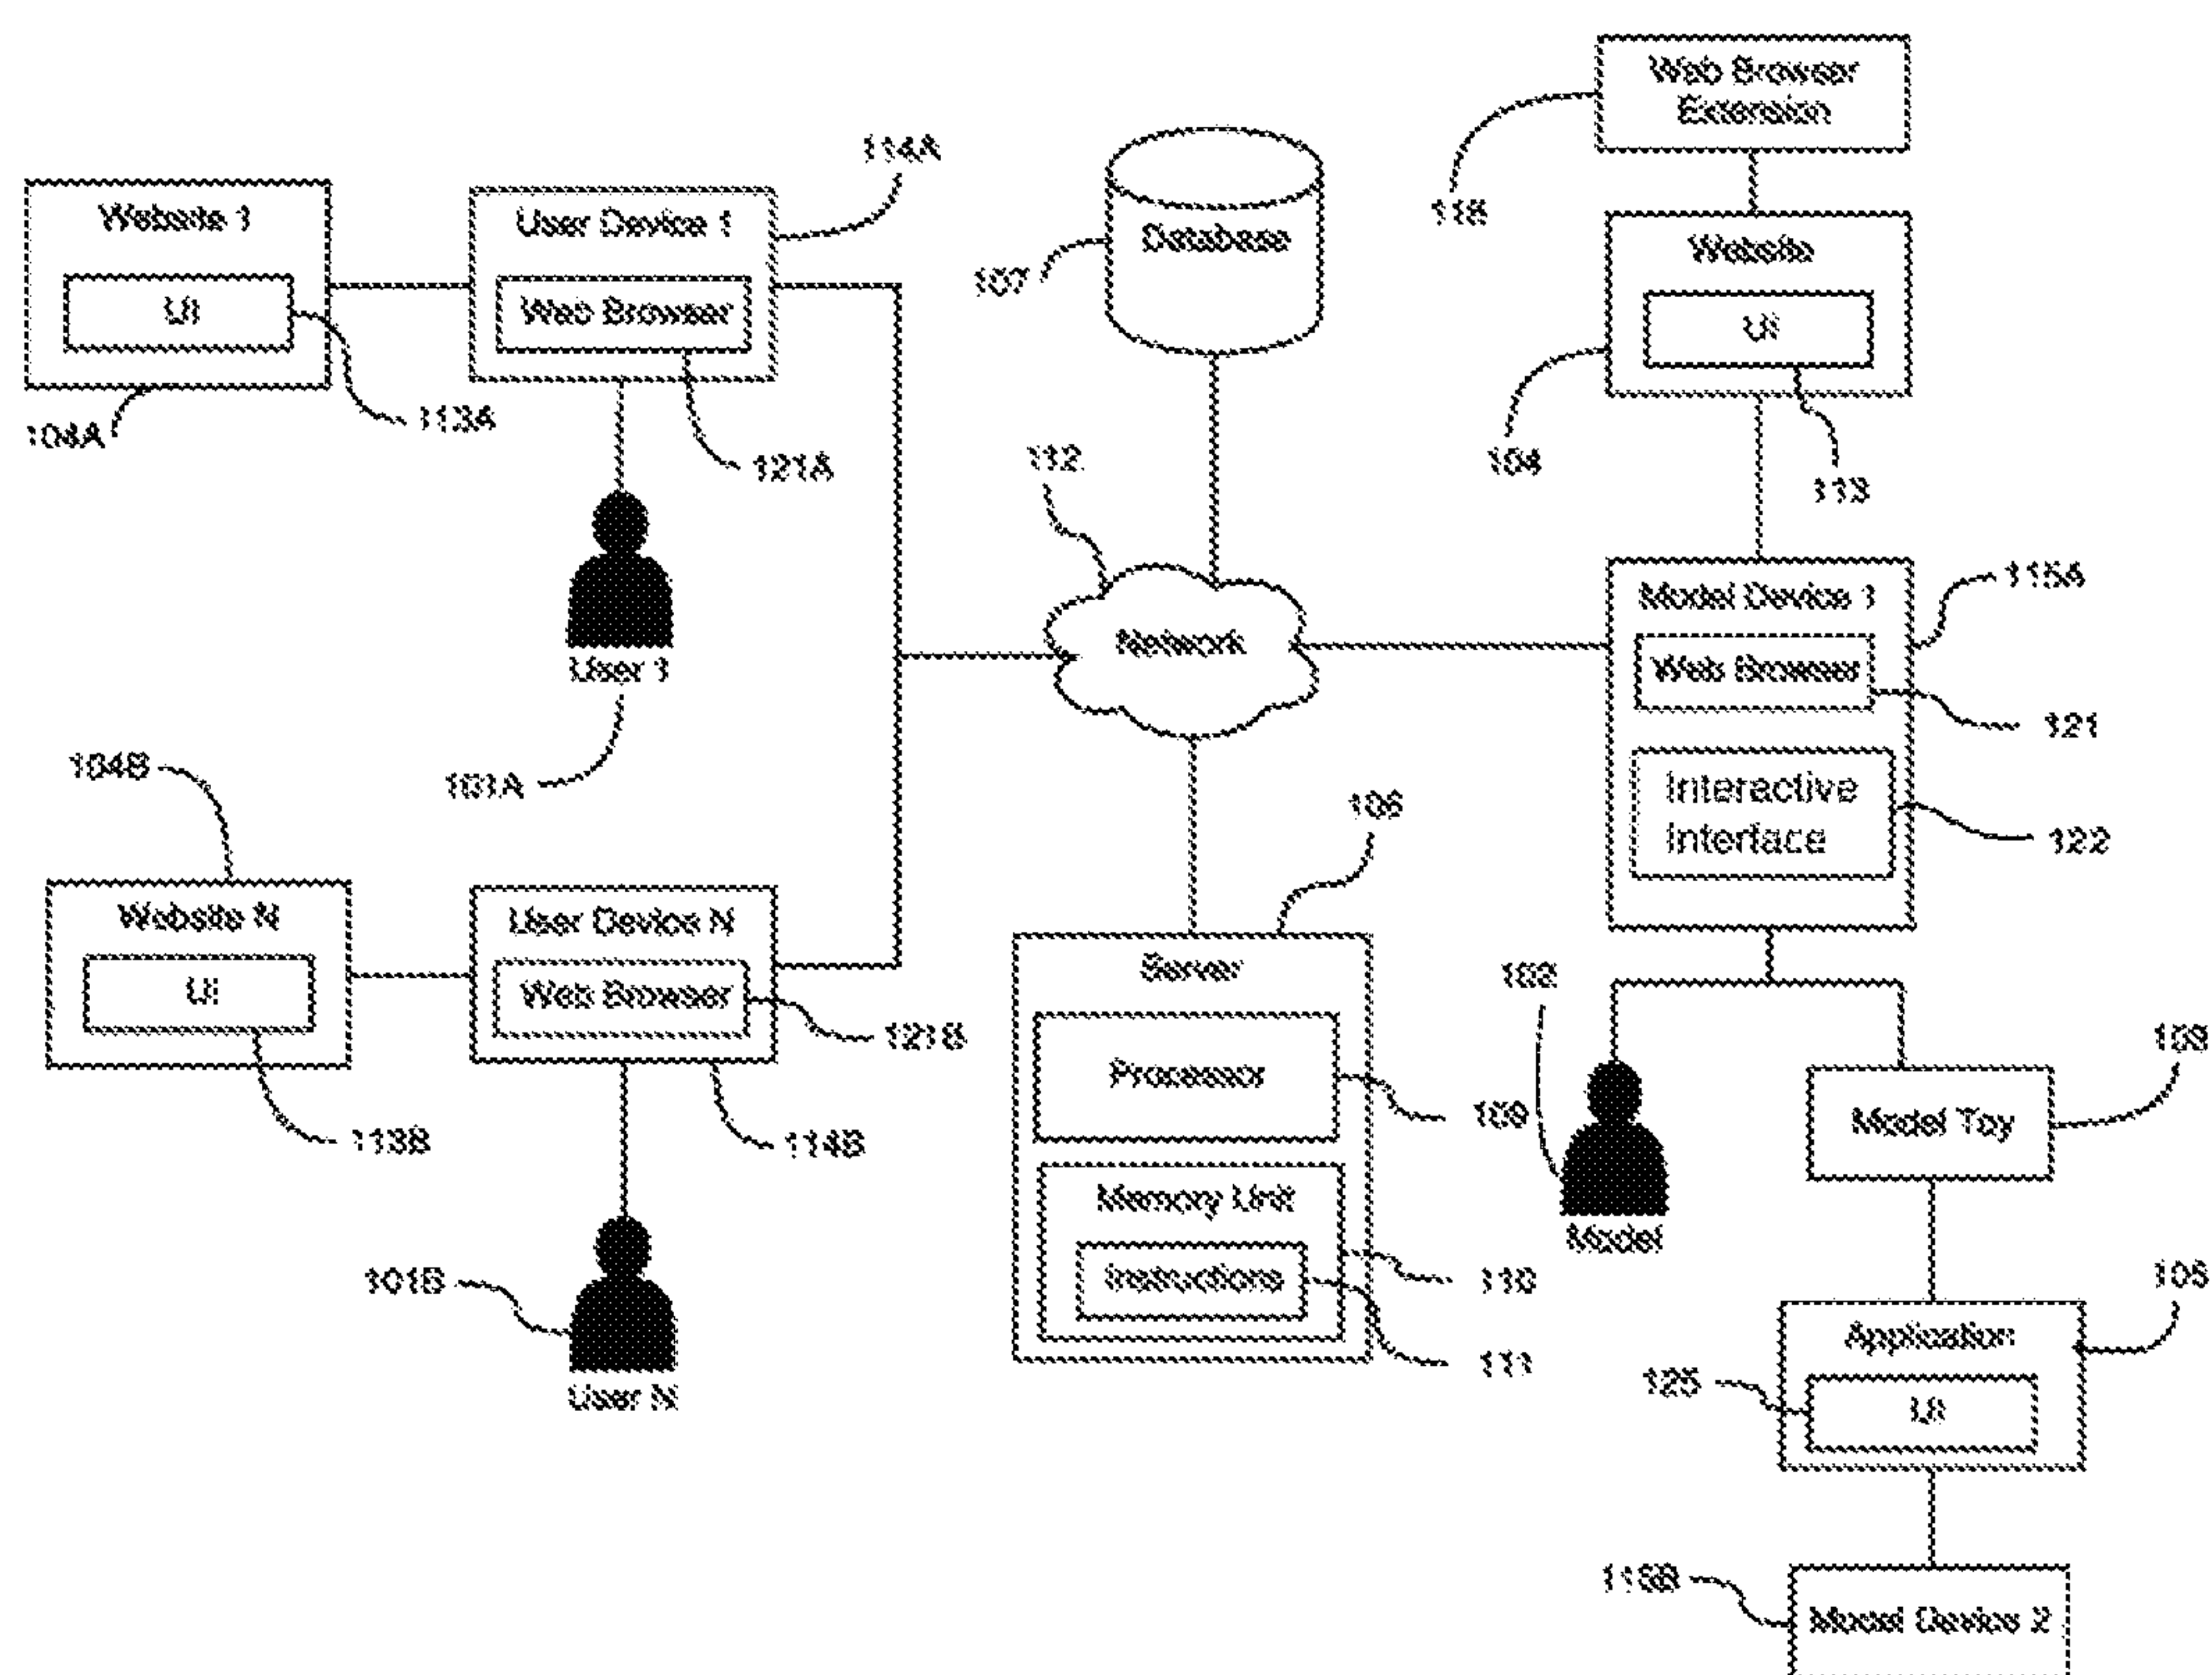 Web Browser
Extension
118
Website
UI
104
113
Website 1
UI
104A
113A
User Device 1
Web Browser
114A
121A
User 1
101A
Database
107
112
Network
Model Device 1
Web Browser
Interactive
Interface
115A
121
122
104B
Website N
UI
113B
User Device N
Web Browser
121B
114B
101B
User N
106
Server
Processor
109
Memory Unit
Instructions
110
111
102
Model
Model Toy
Application
UI
125
115B
Model Device 2